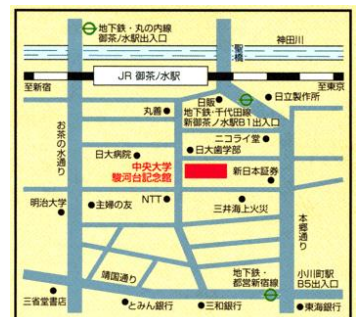 地下鉄・丸の内線
御茶ノ水駅出入口
神田川
聖橋
JR 御茶ノ水駅
至新宿
至東京
丸善
日販
日立製作所
地下鉄・千代田線
新御茶ノ水駅B1出入口
お茶の水通り
ニコライ堂
日大病院
日大歯学部
中央大学
駿河台記念館
新日本証券
明治大学
主婦の友
NTT
三井海上火災
本郷通り
靖国通り
地下鉄・
都営新宿線
小川町駅
B5出入口
三省堂書店
とみん銀行
三和銀行
東海銀行